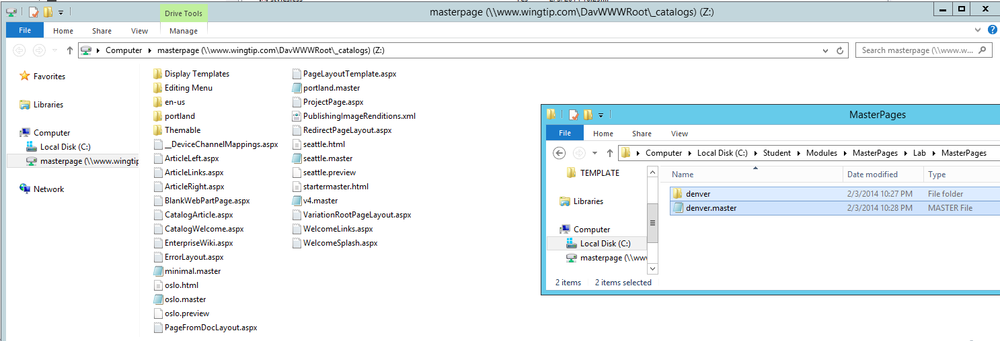 Drive Tools
masterpage (\\www.wingtip.com\DavWWWRoot\_catalogs) (Z:)
File Home Share View Manage
Computer masterpage (\\www.wingtip.com\DavWWWRoot\_catalogs) (Z:)
Search masterpage (\\www.w...
Favorites
Libraries
Computer
Local Disk (C:)
masterpage (\\www.wingtip
Network
Display Templates
Editing Menu
en-us
portland
Themable
__DeviceChannelMappings.aspx
ArticleLeft.aspx
ArticleLinks.aspx
ArticleRight.aspx
BlankWebPartPage.aspx
CatalogArticle.aspx
CatalogWelcome.aspx
EnterpriseWiki.aspx
ErrorLayout.aspx
minimal.master
oslo.html
oslo.master
oslo.preview
PageFromDocLayout.aspx
PageLayoutTemplate.aspx
portland.master
ProjectPage.aspx
PublishingImageRenditions.xml
RedirectPageLayout.aspx
seattle.html
seattle.master
seattle.preview
startermaster.html
v4.master
VariationRootPageLayout.aspx
WelcomeLinks.aspx
WelcomeSplash.aspx
MasterPages
File Home Share View
Computer Local Disk (C:) Student Modules MasterPages Lab MasterPages
TEMPLATE
Libraries
Computer
Local Disk (C:)
masterpage (\\www
Name Date modified Type
denver 2/3/2014 10:27 PM File folder
denver.master 2/3/2014 10:28 PM MASTER File
2 items 2 items selected